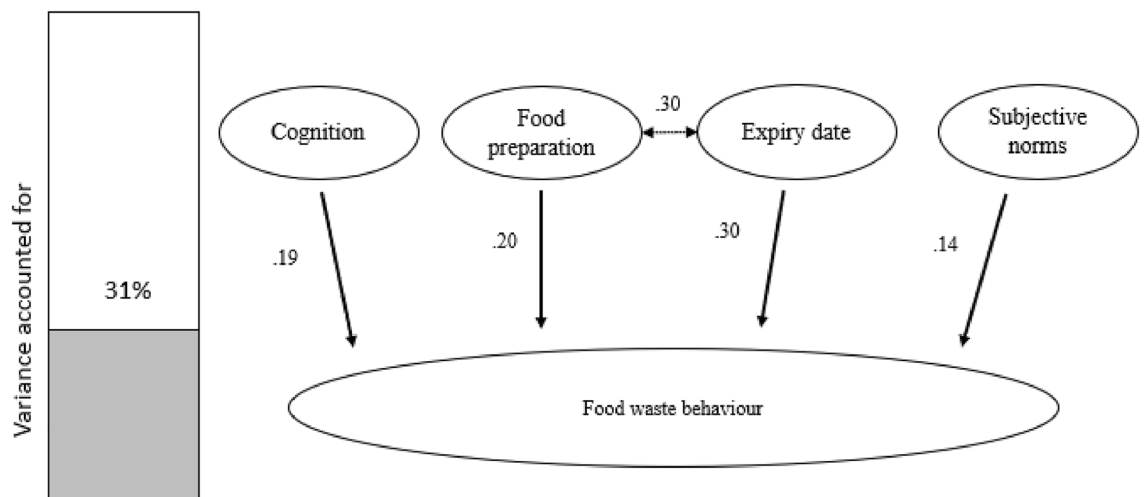 Variance accounted for
31%
Cognition
Food
preparation
.30
Expiry date
Subjective
norms
.19
.20
.30
.14
Food waste behaviour